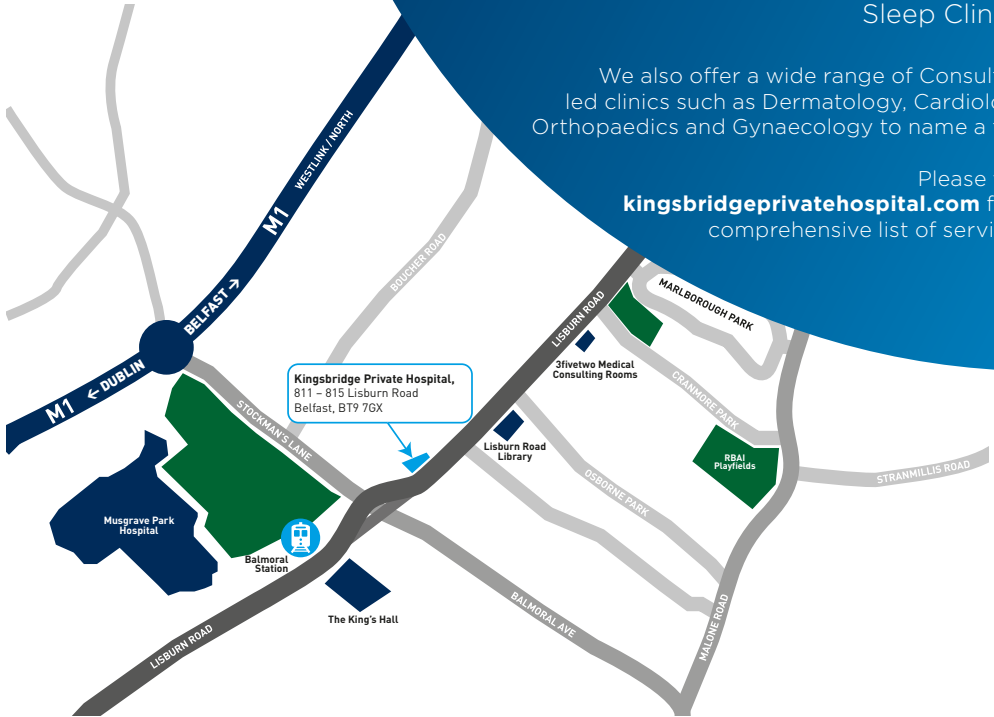 Sleep Clin
We also offer a wide range of Consult
led clinics such as Dermatology, Cardiolo
Orthopaedics and Gynaecology to name a
Please
kingsbridgeprivatehospital.com f
comprehensive list of servi
WESTLINK / NORTH
M1
BELFAST →
← DUBLIN
M1
BOUCHER ROAD
STOCKMAN'S LANE
Kingsbridge Private Hospital,
811 – 815 Lisburn Road
Belfast, BT9 7GX
LISBURN ROAD
MARLBOROUGH PARK
3fivetwo Medical
Consulting Rooms
CRANMORE PARK
Lisburn Road
Library
RBAI
Playfields
STRANMILLIS ROAD
OSBORNE PARK
Musgrave Park
Hospital
Balmoral
Station
The King's Hall
BALMORAL AVE
MALONE ROAD
LISBURN ROAD